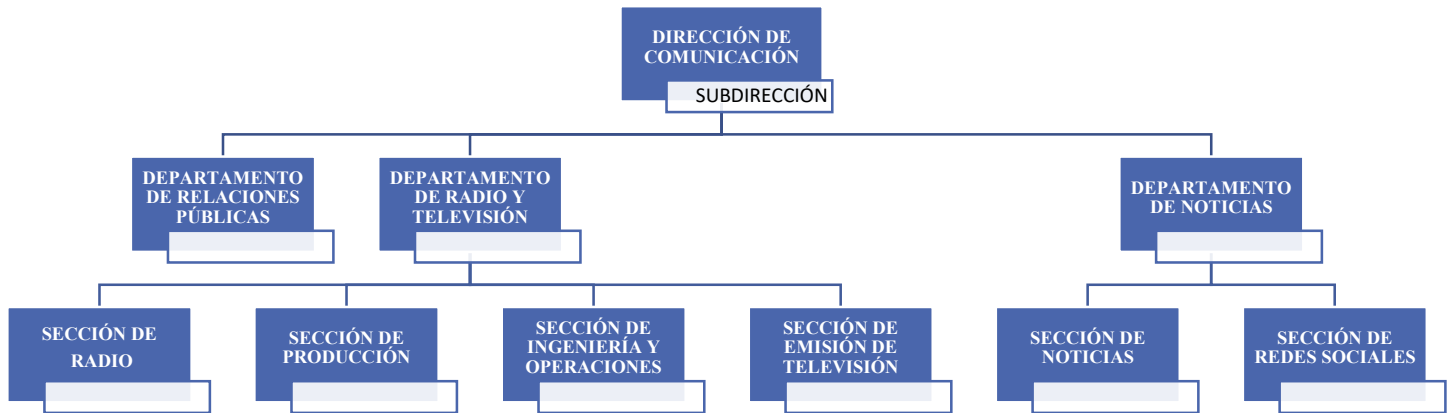 DIRECCIÓN DE
COMUNICACIÓN
SUBDIRECCIÓN
DEPARTAMENTO
DE RELACIONES
PÚBLICAS
DEPARTAMENTO
DE RADIO Y
TELEVISIÓN
DEPARTAMENTO
DE NOTICIAS
SECCIÓN DE
RADIO
SECCIÓN DE
PRODUCCIÓN
SECCIÓN DE
INGENIERÍA Y
OPERACIONES
SECCIÓN DE
EMISIÓN DE
TELEVISIÓN
SECCIÓN DE
NOTICIAS
SECCIÓN DE
REDES SOCIALES